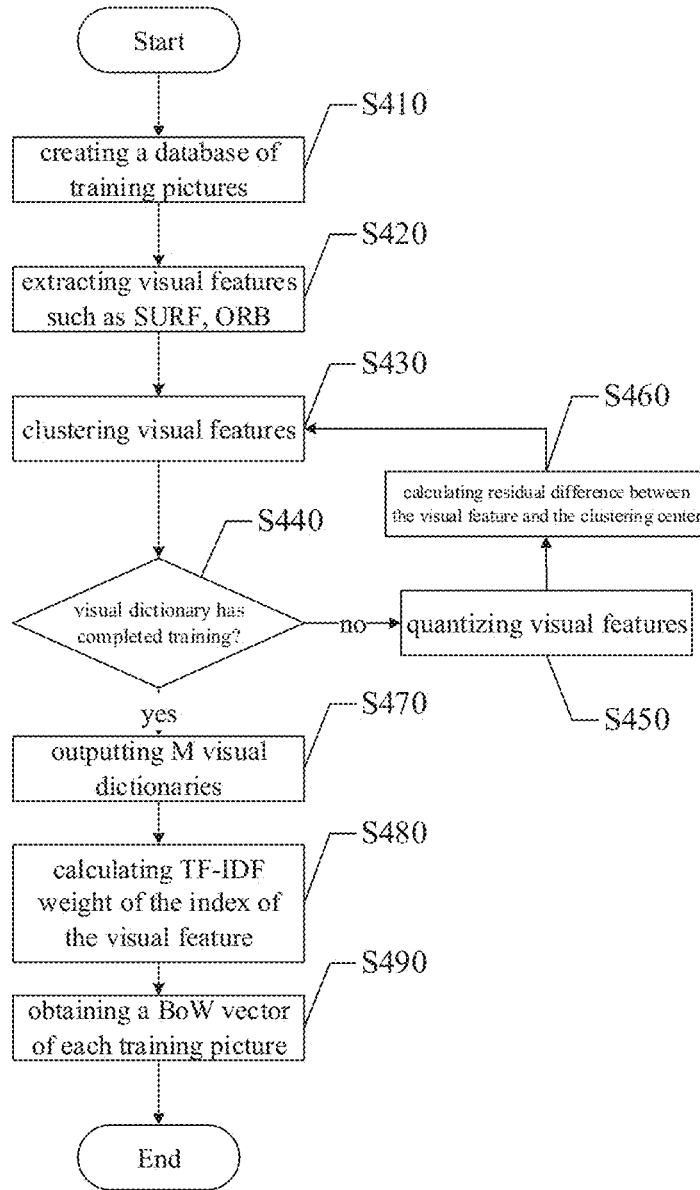 Start
S410
creating a database of
training pictures
S420
extracting visual features
such as SURF, ORB
S430
clustering visual features
S460
calculating residual difference between
the visual feature and the clustering center
S440
visual dictionary has
completed training?
no
quantizing visual features
S450
yes
S470
outputting M visual
dictionaries
S480
calculating TF-IDF
weight of the index of
the visual feature
S490
obtaining a BoW vector
of each training picture
End